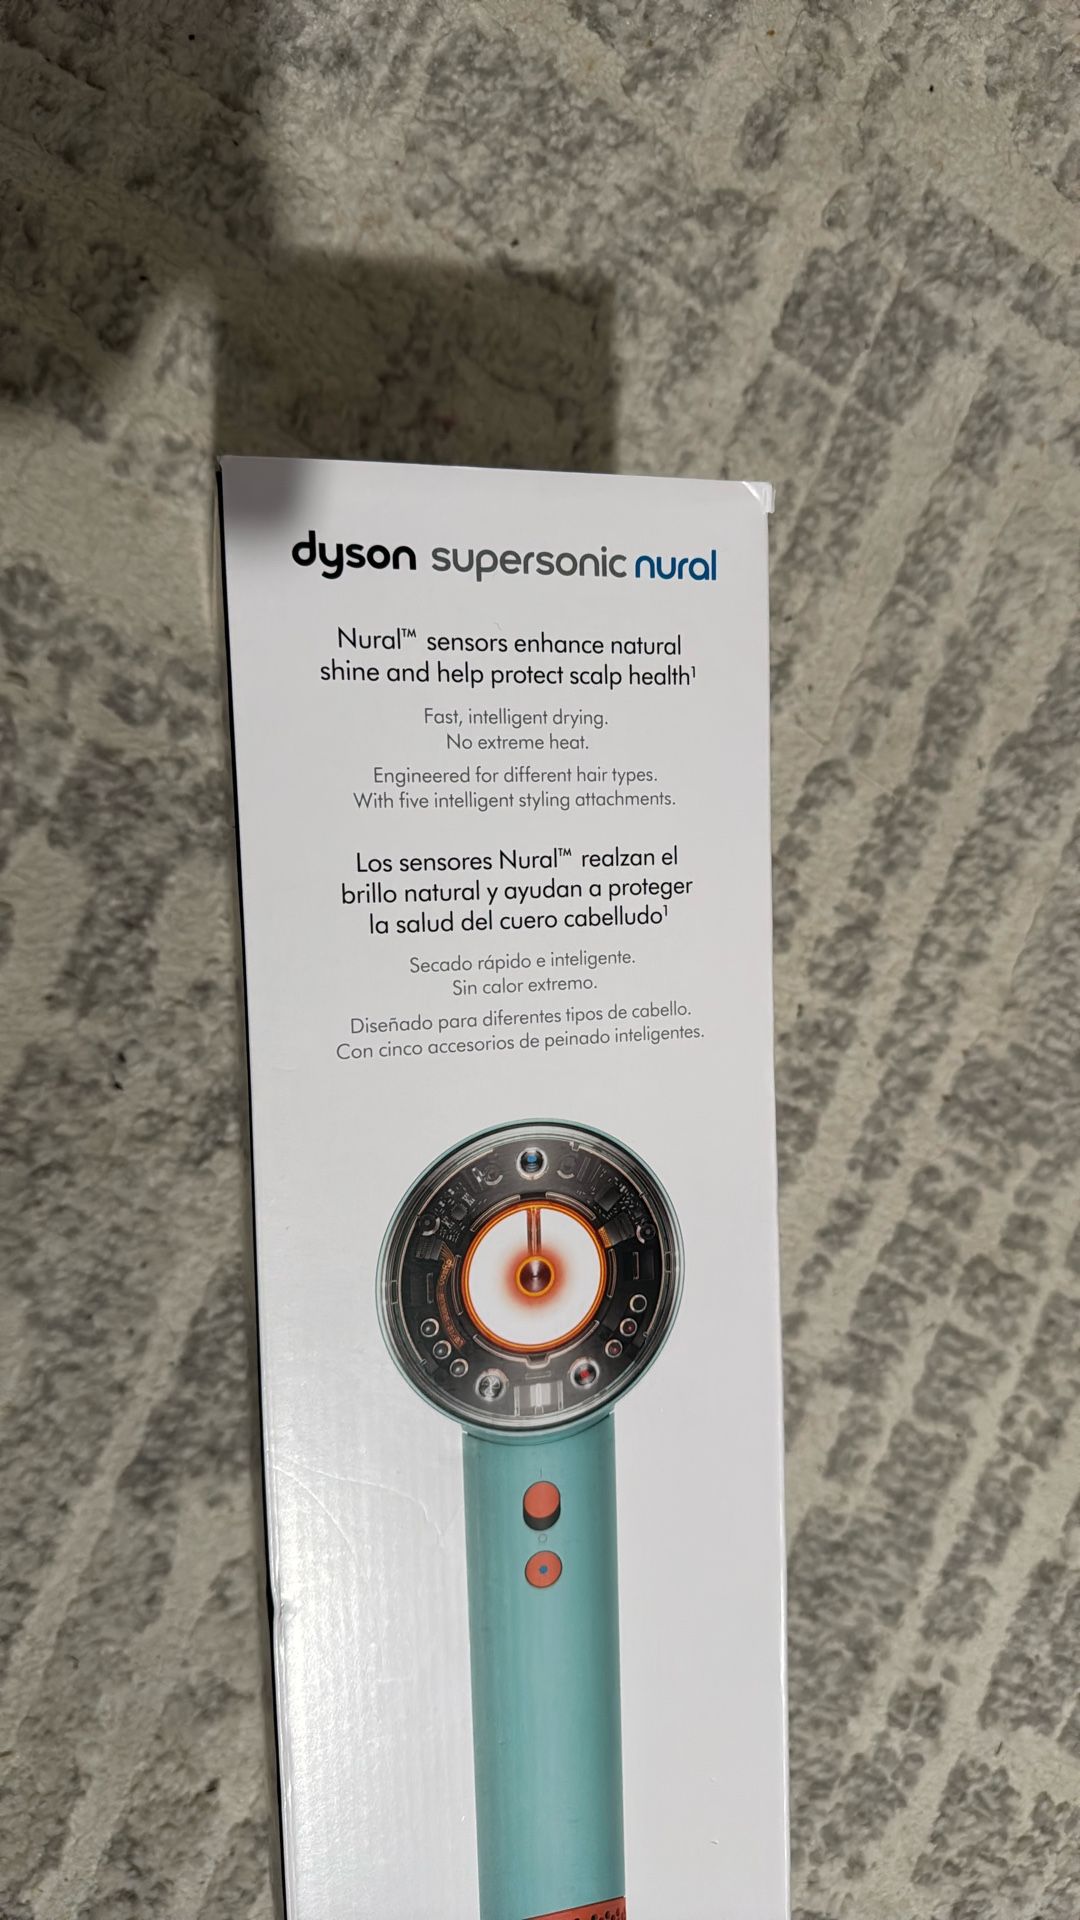 dyson supersonic nural
Nural™ sensors enhance natural
shine and help protect scalp health¹
Fast, intelligent drying.
No extreme heat.
Engineered for different hair types.
With five intelligent styling attachments.
Los sensores Nural™ realzan el
brillo natural y ayudan a proteger
la salud del cuero cabelludo¹
Secado rápido e inteligente.
Sin calor extremo.
Diseñado para diferentes tipos de cabello.
Con cinco accesorios de peinado inteligentes.
dyson